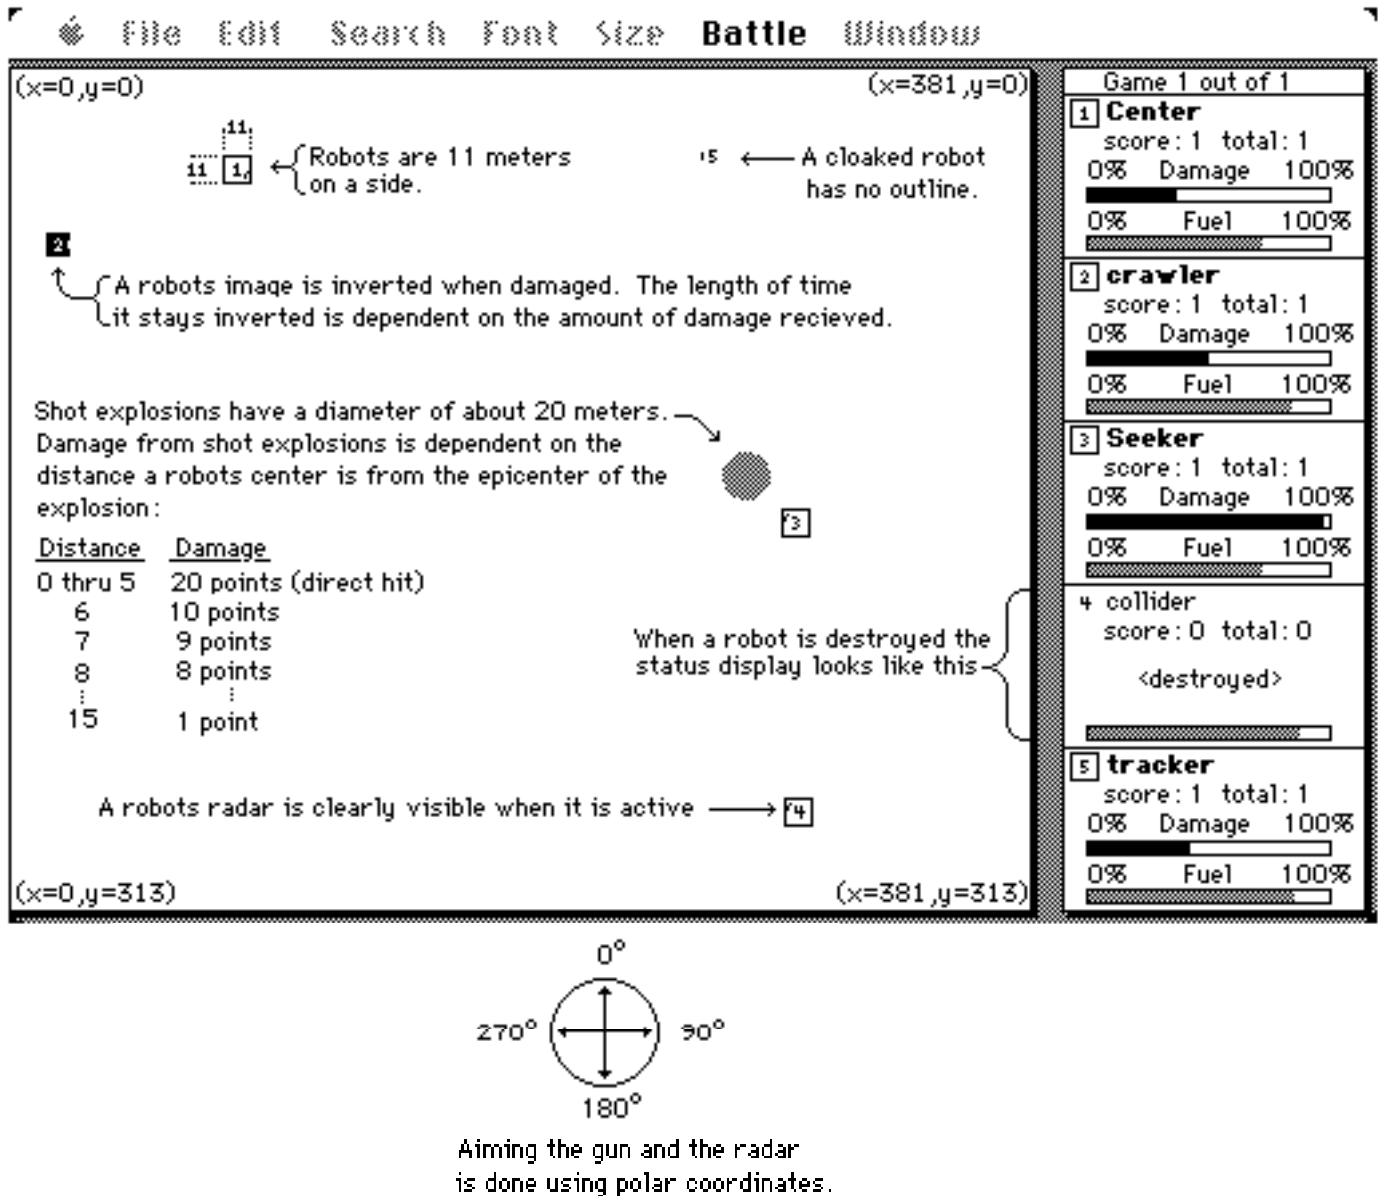 File Edit Search Font Size Battle Window
(x=0,y=0)
(x=381,y=0)
11
11
1
Robots are 11 meters
on a side.
5
A cloaked robot
has no outline.
2
A robots image is inverted when damaged. The length of time
it stays inverted is dependent on the amount of damage recieved.
Shot explosions have a diameter of about 20 meters.
Damage from shot explosions is dependent on the
distance a robots center is from the epicenter of the
explosion:
3
Distance Damage
0 thru 5 20 points (direct hit)
6 10 points
7 9 points
8 8 points
15 1 point
When a robot is destroyed the
status display looks like this
A robots radar is clearly visible when it is active
4
(x=0,y=313)
(x=381,y=313)
Game 1 out of 1
1 Center
score: 1 total: 1
0% Damage 100%
0% Fuel 100%
2 crawler
score: 1 total: 1
0% Damage 100%
0% Fuel 100%
3 Seeker
score: 1 total: 1
0% Damage 100%
0% Fuel 100%
4 collider
score: 0 total: 0
<destroyed>
5 tracker
score: 1 total: 1
0% Damage 100%
0% Fuel 100%
0°
270° 90°
180°
Aiming the gun and the radar
is done using polar coordinates.